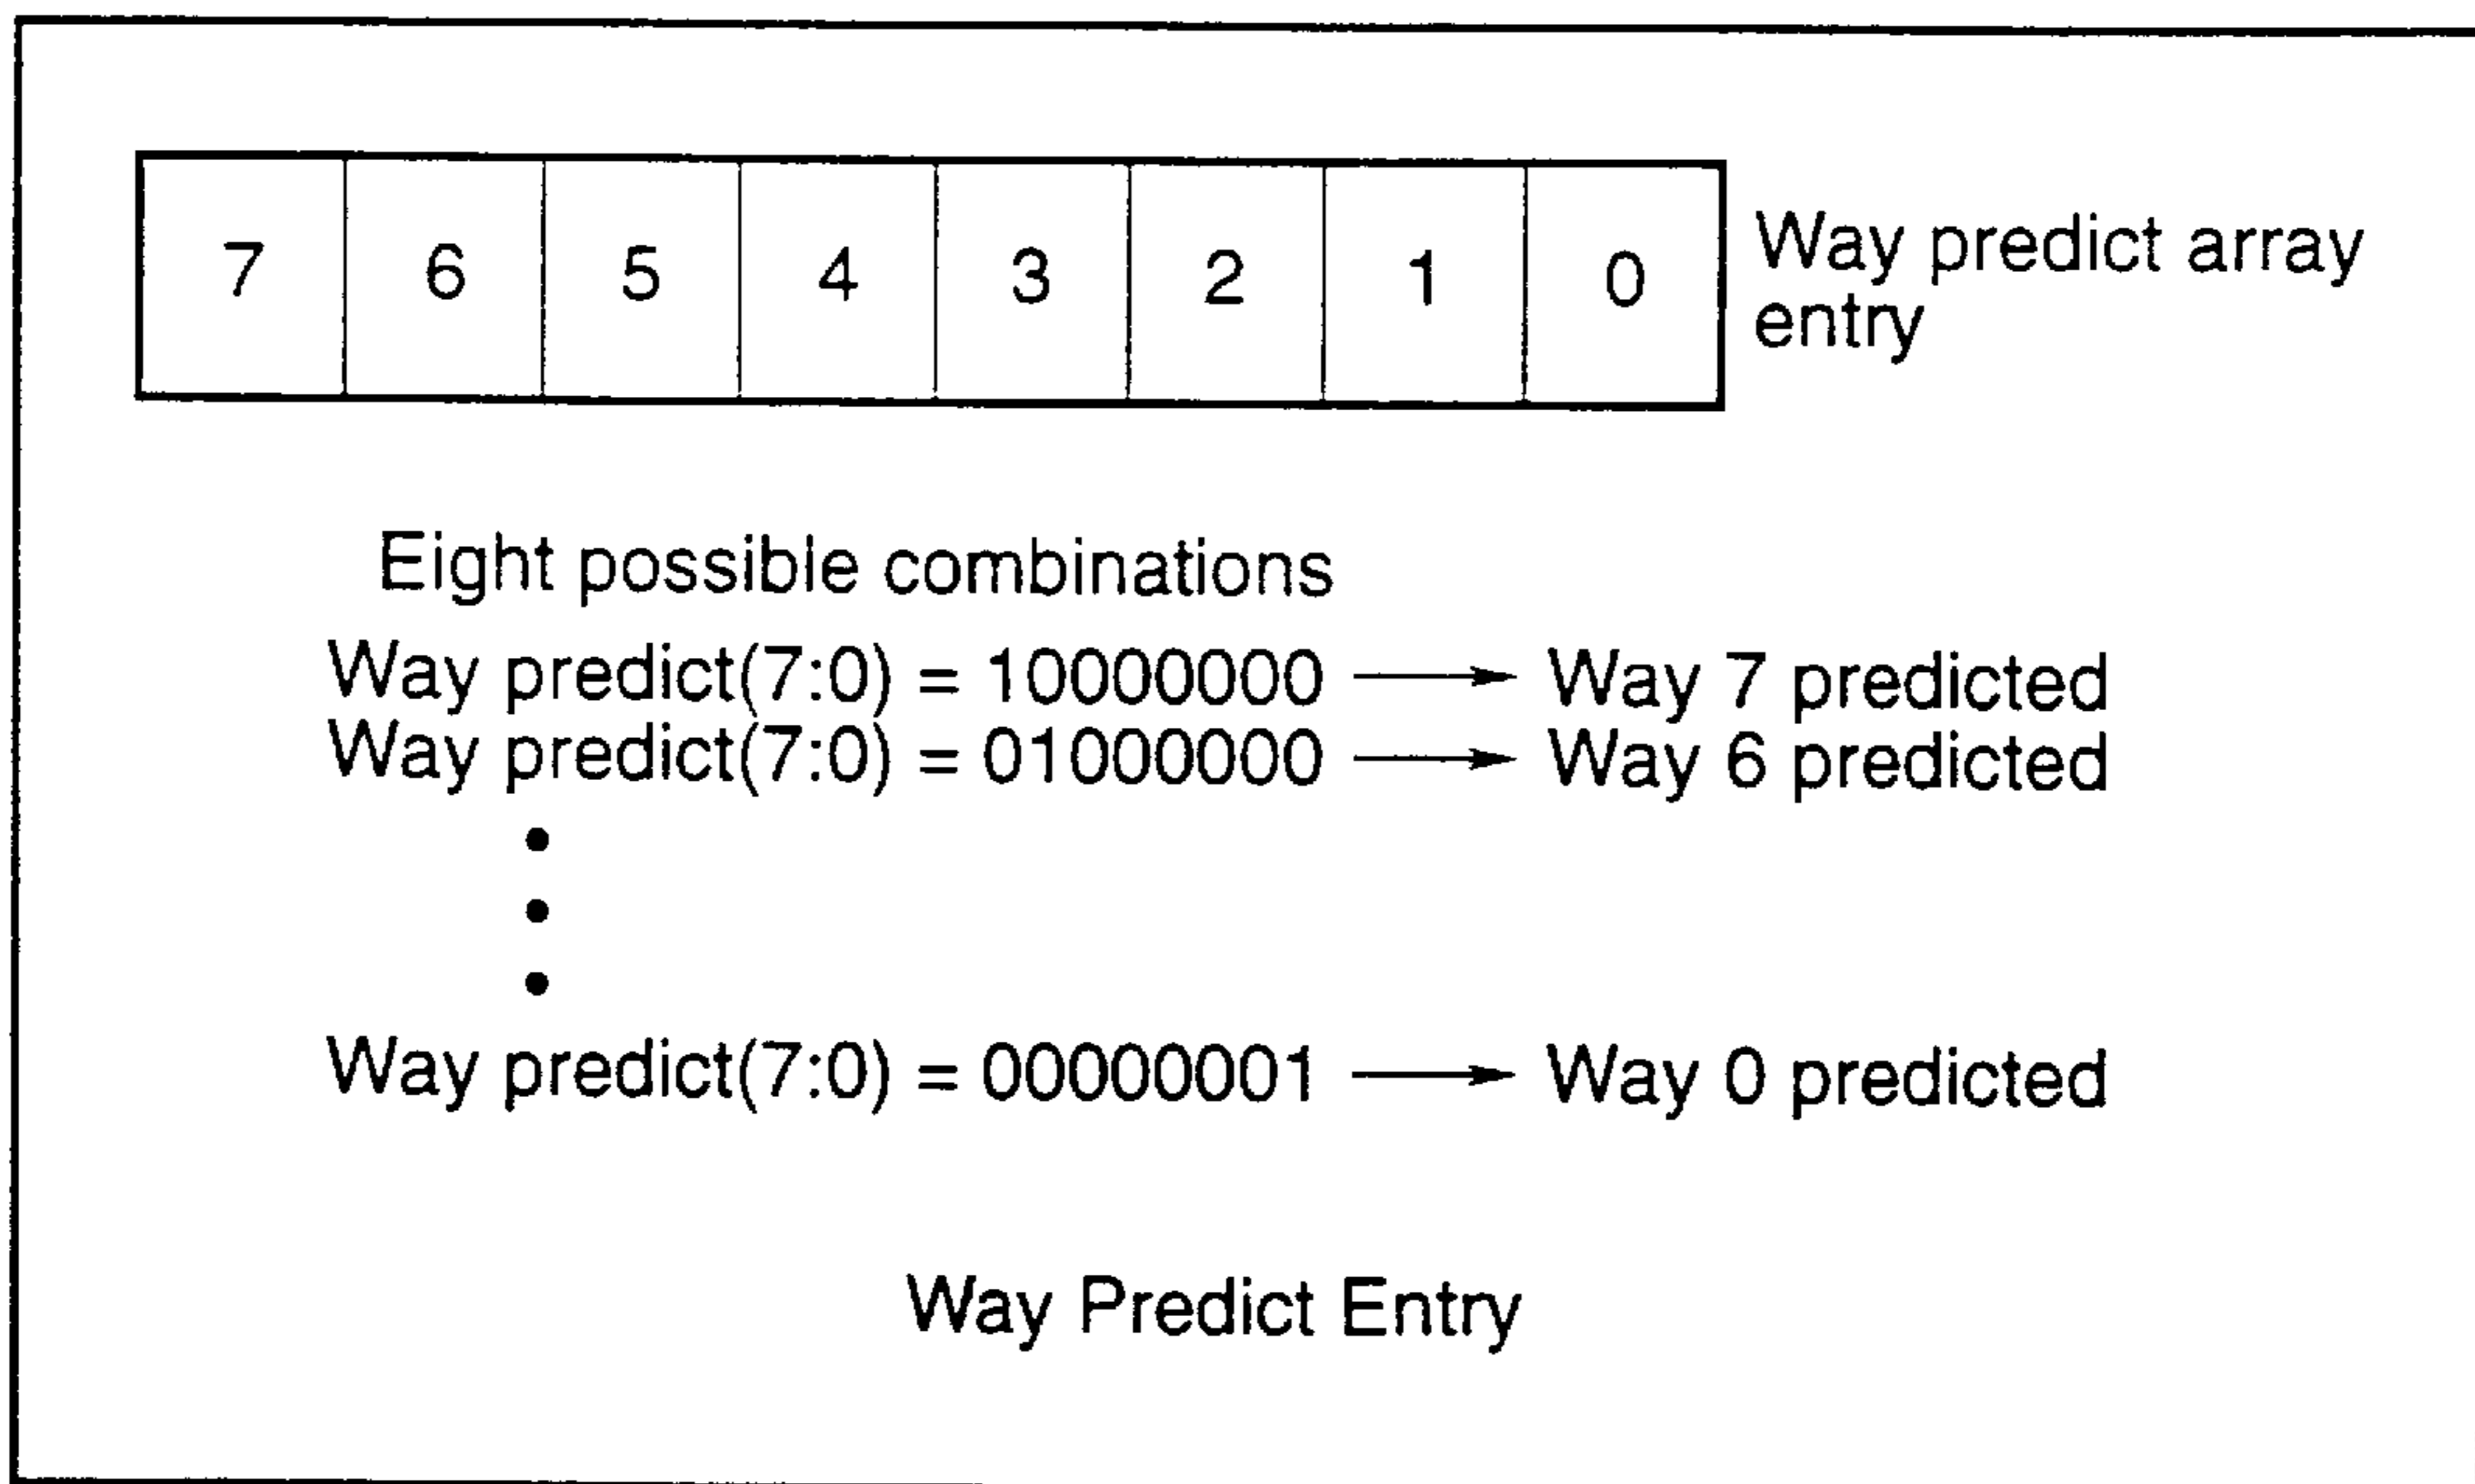 7 6 5 4 3 2 1 0
Way predict array
entry
Eight possible combinations
Way predict(7:0) = 10000000 → Way 7 predicted
Way predict(7:0) = 01000000 → Way 6 predicted
•
•
•
Way predict(7:0) = 00000001 → Way 0 predicted
Way Predict Entry